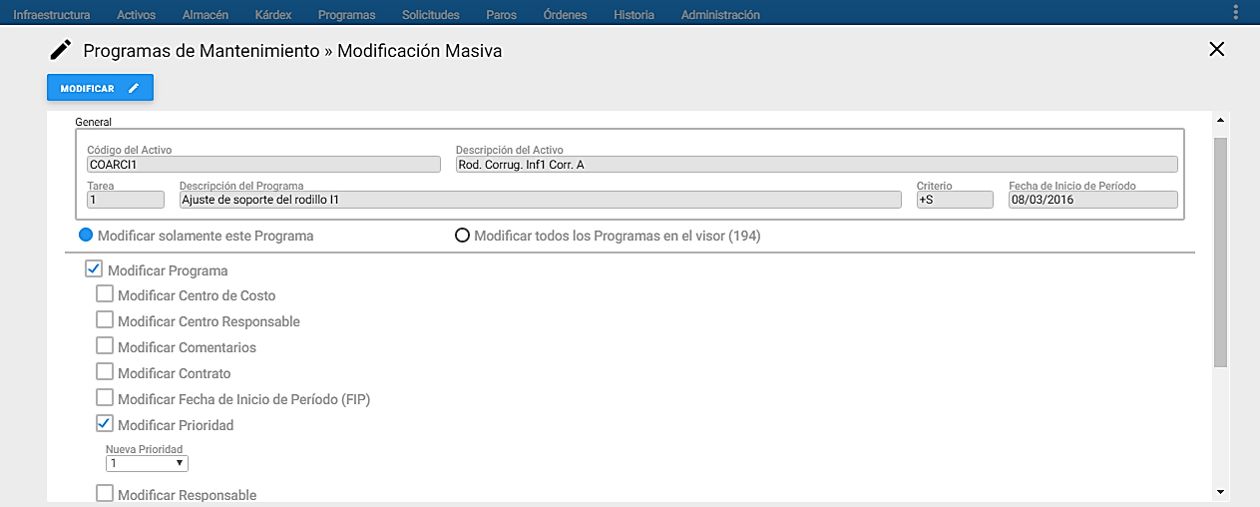 Infraestructura Activos Almacén Kárdex Programas Solicitudes Paros Órdenes Historia Administración
Programas de Mantenimiento » Modificación Masiva
MODIFICAR
General
Código del Activo Descripción del Activo
COARCI1 Rod. Corrug. Inf1 Corr. A
Tarea Descripción del Programa Criterio Fecha de Inicio de Período
1 Ajuste de soporte del rodillo I1 +S 08/03/2016
Modificar solamente este Programa Modificar todos los Programas en el visor (194)
Modificar Programa
Modificar Centro de Costo
Modificar Centro Responsable
Modificar Comentarios
Modificar Contrato
Modificar Fecha de Inicio de Período (FIP)
Modificar Prioridad
Nueva Prioridad
1
Modificar Responsable